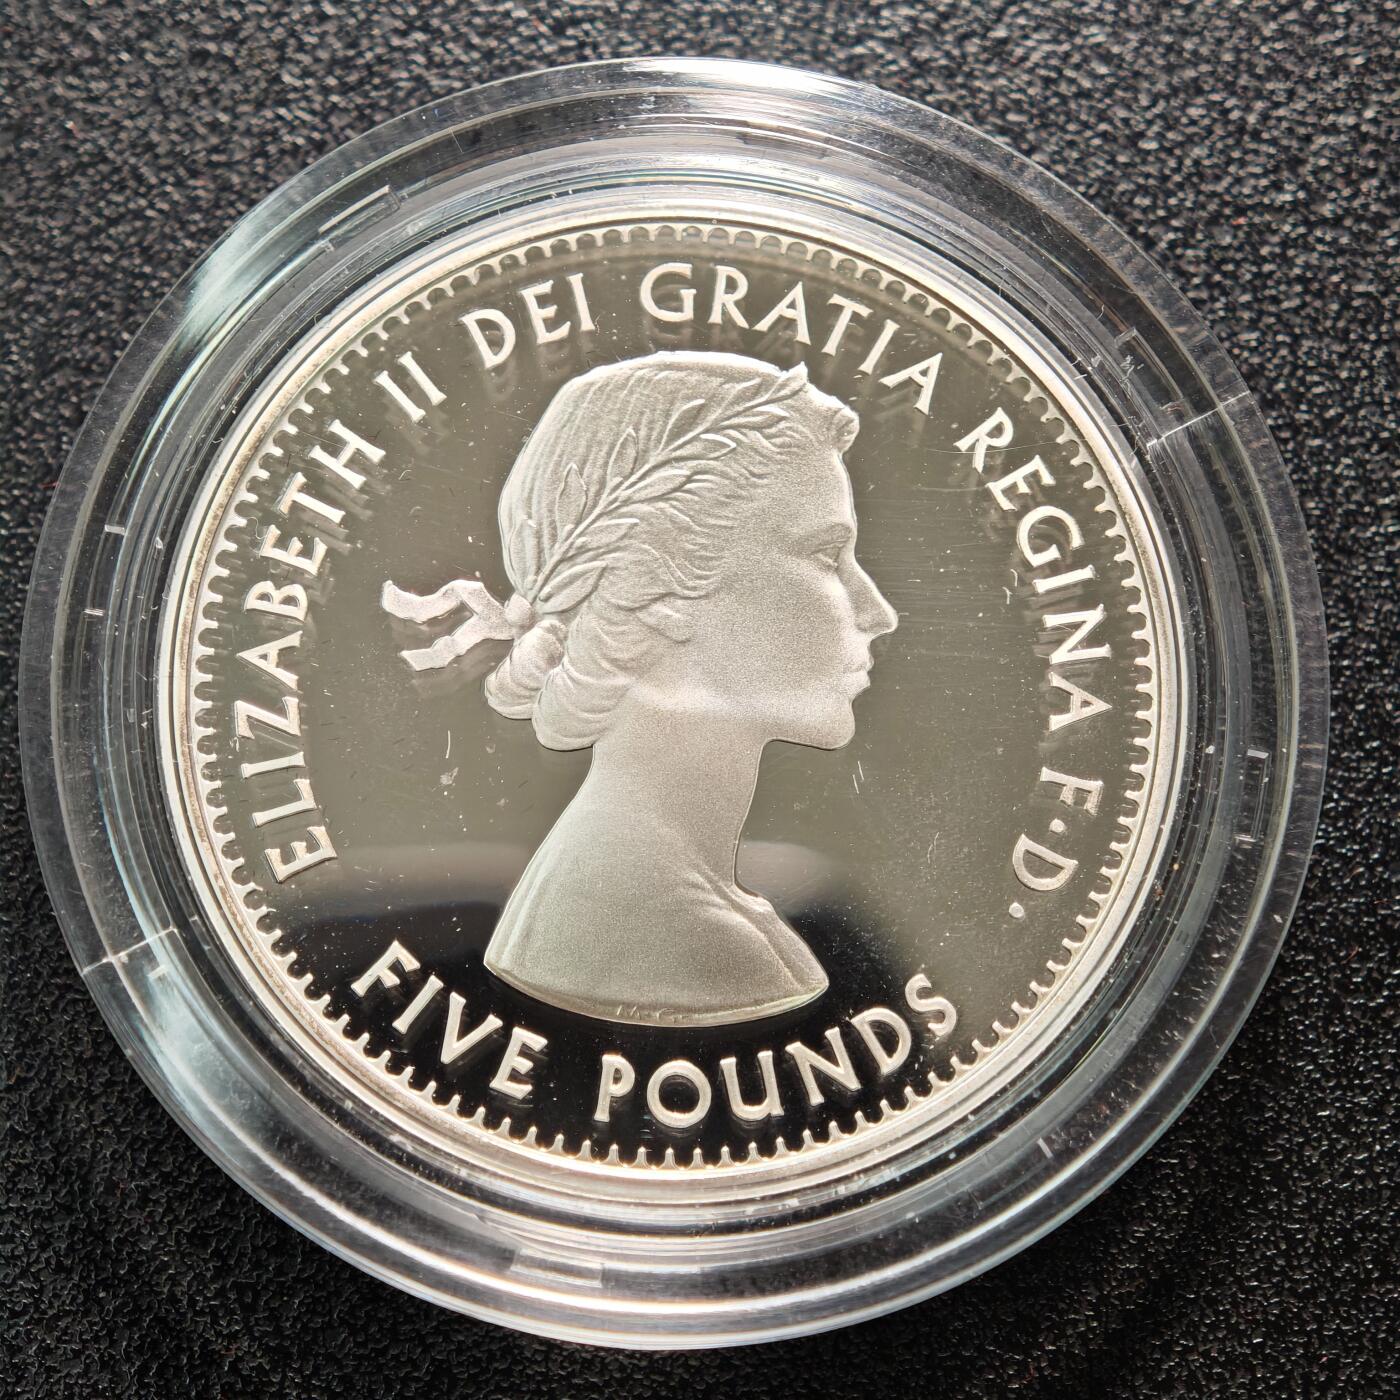 ELIZABETH II DEI GRATIA REGINA F·D·
FIVE POUNDS
M.G.